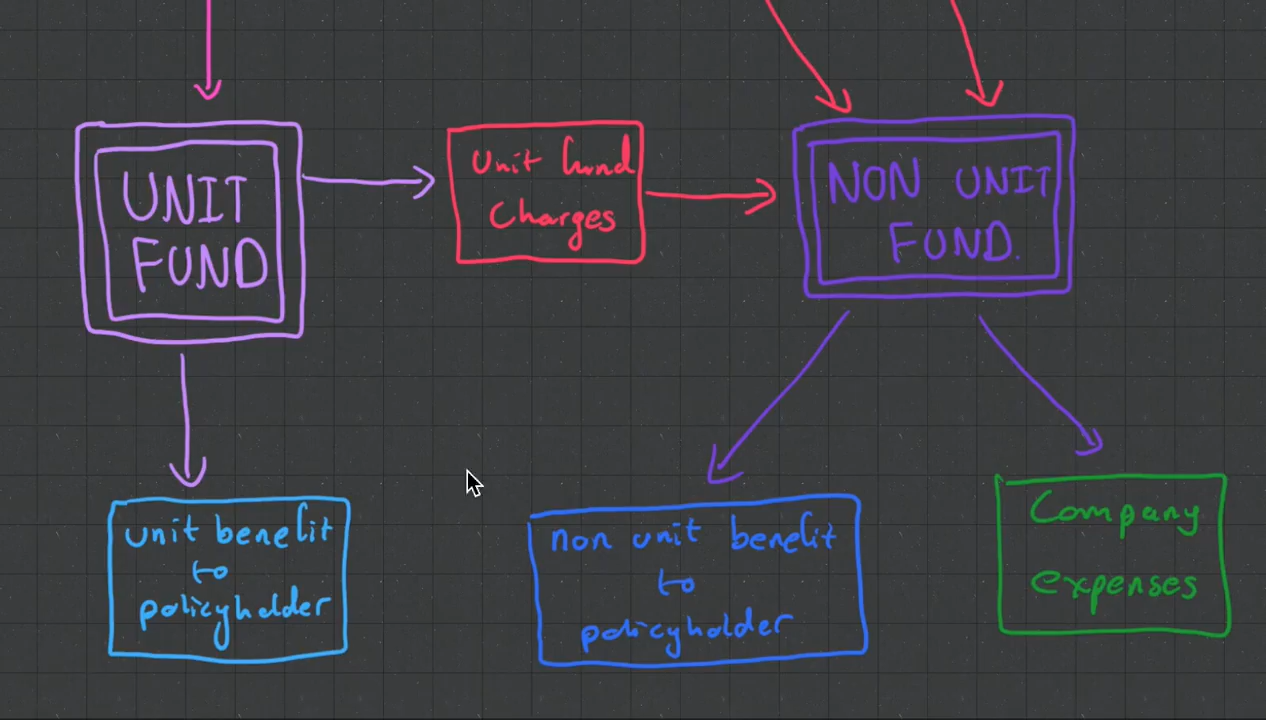 UNIT
FUND
Unit fund
Charges
NON UNIT
FUND.
unit benefit
to
policyholder
non unit benefit
to
policyholder
Company
expenses